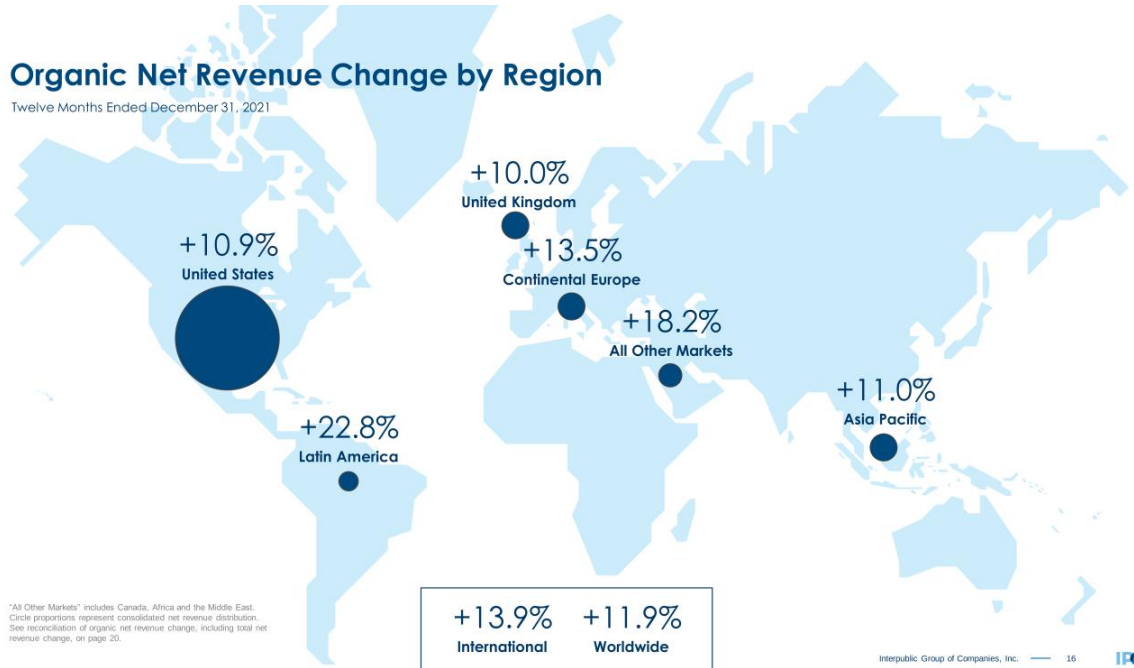 Organic Net Revenue Change by Region
Twelve Months Ended December 31, 2021
+10.0%
United Kingdom
+10.9%
United States
+13.5%
Continental Europe
+18.2%
All Other Markets
+11.0%
Asia Pacific
+22.8%
Latin America
"All Other Markets" includes Canada, Africa and the Middle East.
Circle proportions represent consolidated net revenue distribution.
See reconciliation of organic net revenue change, including total net
revenue change, on page 20.
+13.9% +11.9%
International Worldwide
Interpublic Group of Companies, Inc. 16